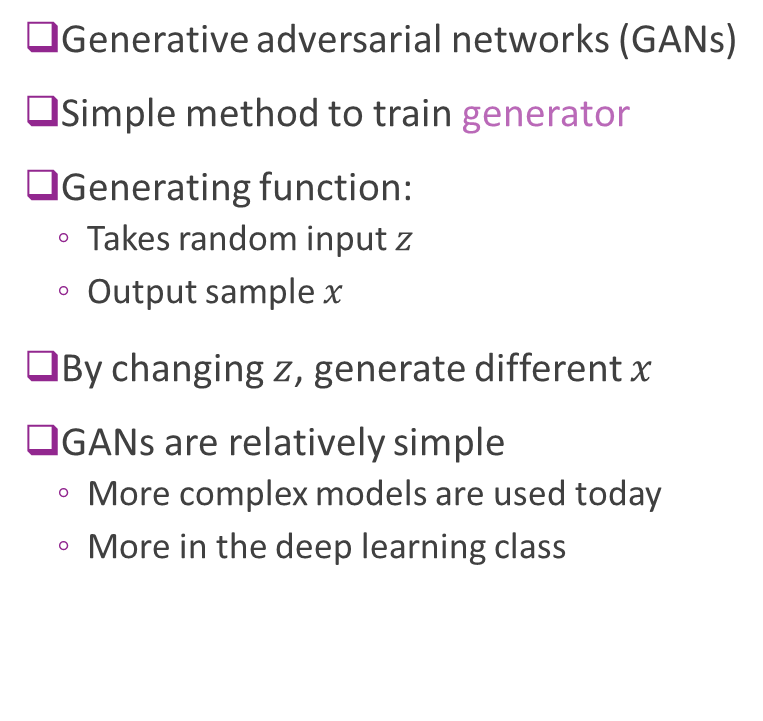 ❑Generative adversarial networks (GANs)
❑Simple method to train generator
❑Generating function:
◦ Takes random input 𝑧
◦ Output sample 𝑥
❑By changing 𝑧, generate different 𝑥
❑GANs are relatively simple
◦ More complex models are used today
◦ More in the deep learning class